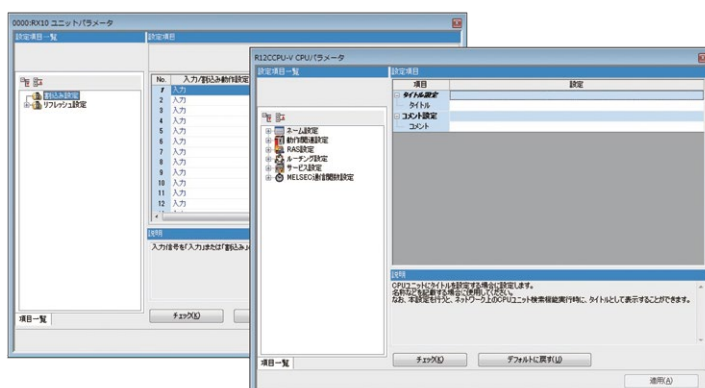 0000:RX10 ユニットパラメータ
設定項目一覧
設定項目
割込み設定
リフレッシュ設定
No.
入力/割込み動作設定
1 入力
2 入力
3 入力
4 入力
5 入力
6 入力
7 入力
8 入力
9 入力
10 入力
11 入力
12 入力
説明
入力信号を「入力」または「割込み」
項目一覧
チェック(K)
R12CCPU-V CPUパラメータ
設定項目一覧
設定項目
ネーム設定
動作関連設定
RAS設定
ルーチング設定
サービス設定
MELSEC通信関数設定
項目
設定
タイトル設定
タイトル
コメント設定
コメント
説明
CPUユニットにタイトルを設定する場合に設定します。
名称などを記載する場合に使用してください。
なお、本設定を行うと、ネットワーク上のCPUユニット検索機能実行時に、タイトルとして表示することができます。
項目一覧
チェック(K)
デフォルトに戻す(U)
適用(A)